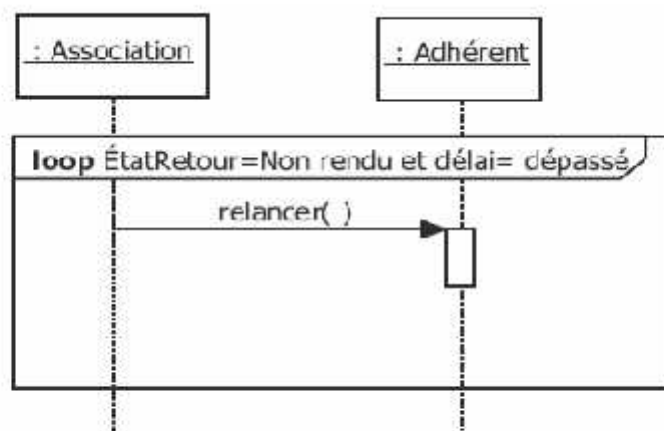 : Association
: Adhérent
loop ÉtatRetour=Non rendu et délai= dépassé
relancer( )